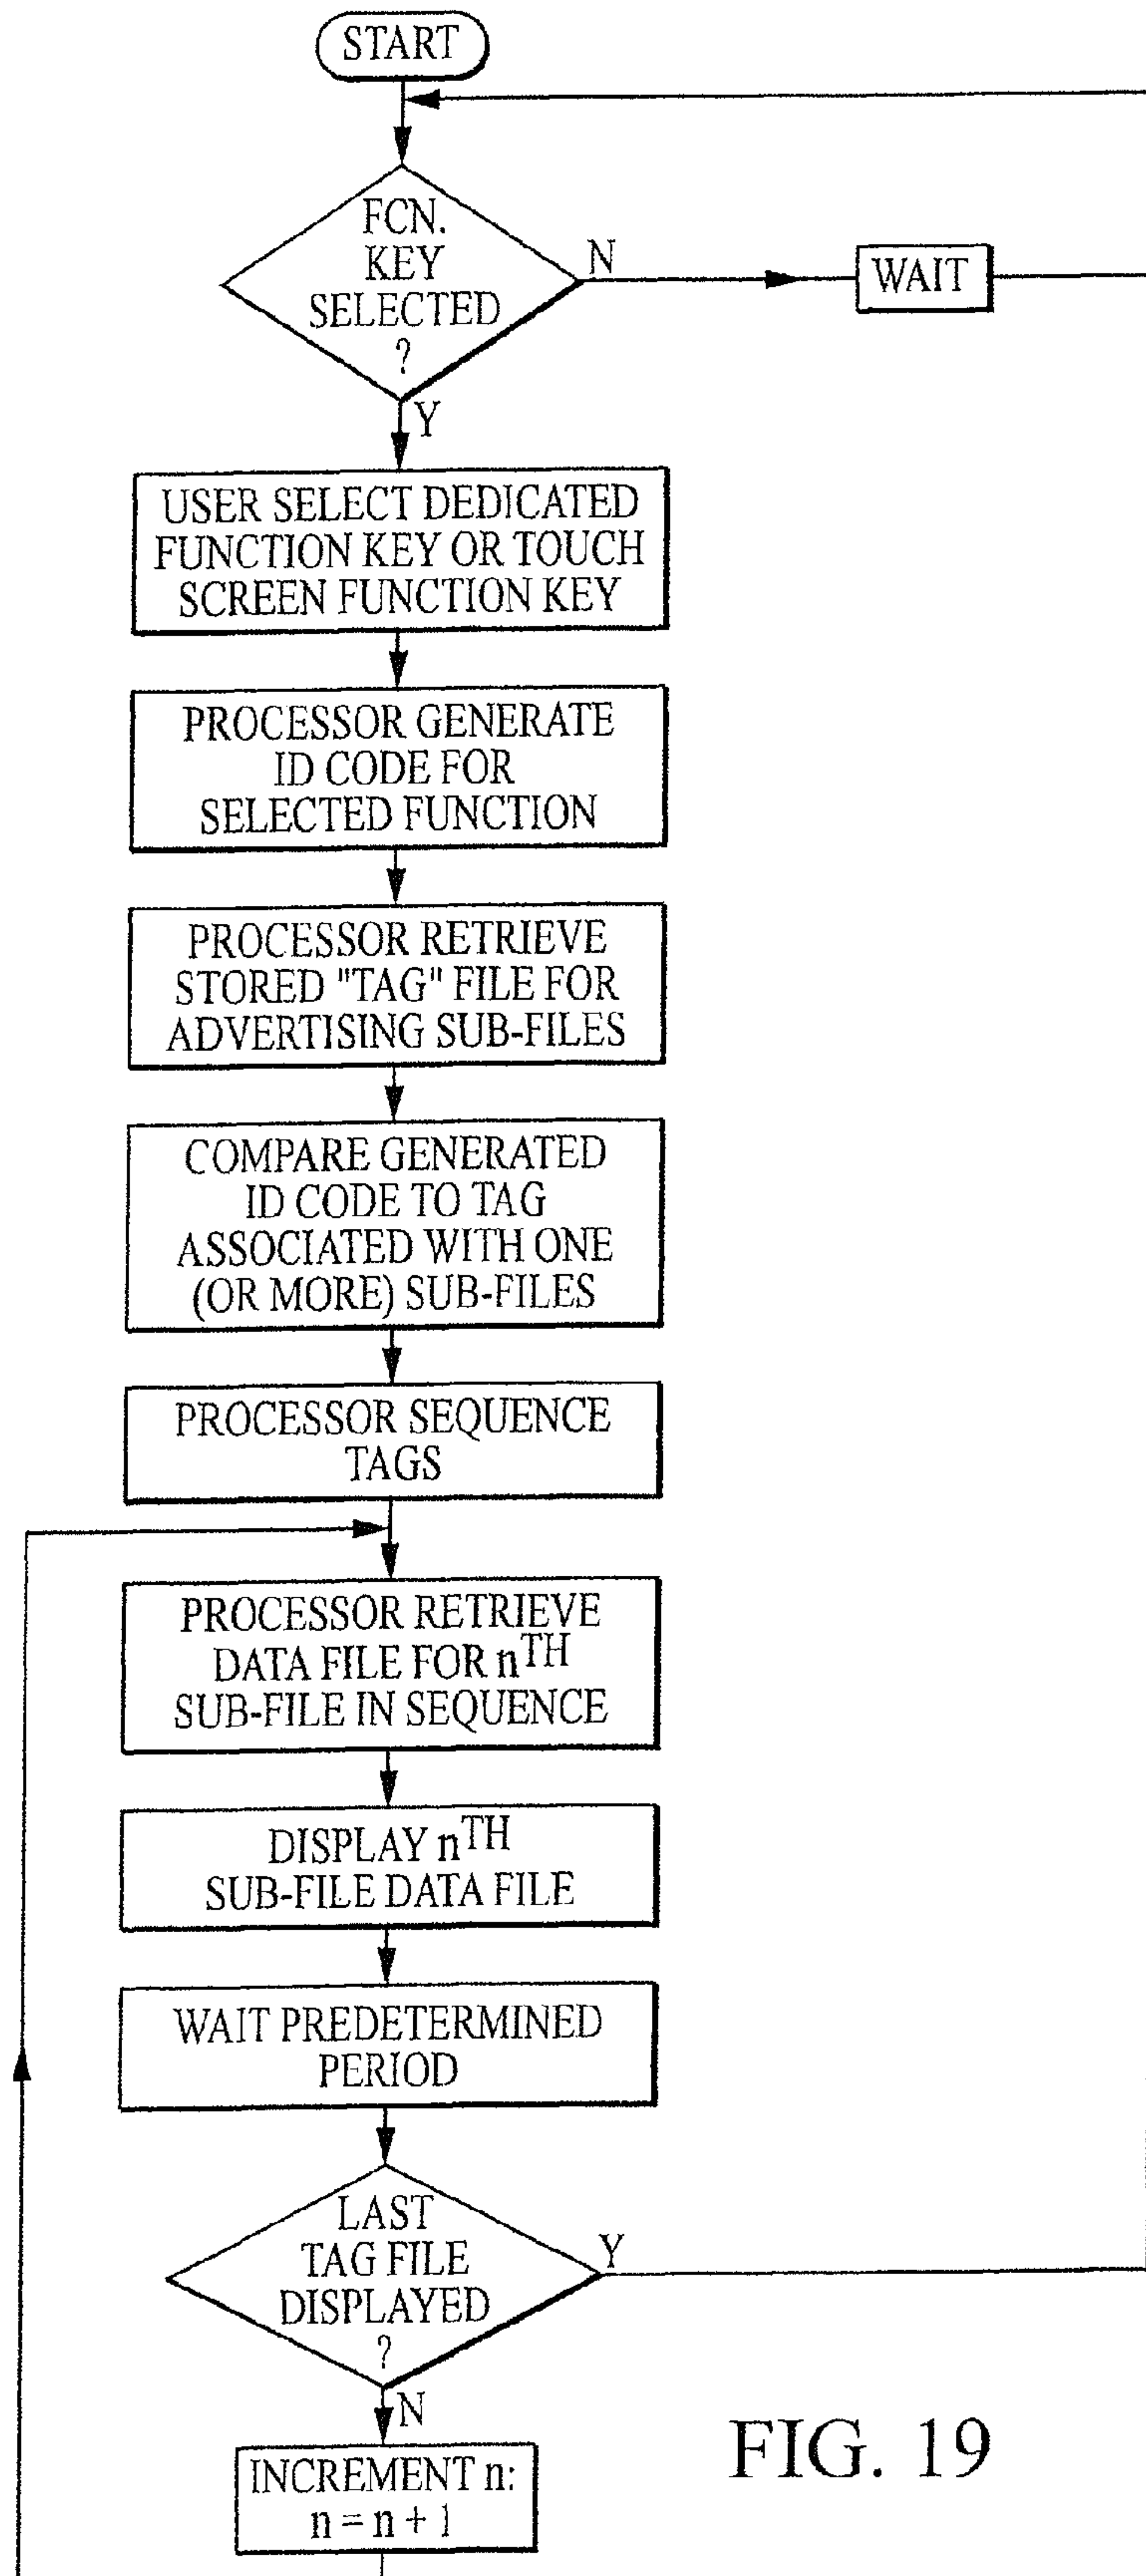 START
FCN.
KEY
SELECTED
?
N
WAIT
Y
USER SELECT DEDICATED
FUNCTION KEY OR TOUCH
SCREEN FUNCTION KEY
PROCESSOR GENERATE
ID CODE FOR
SELECTED FUNCTION
PROCESSOR RETRIEVE
STORED "TAG" FILE FOR
ADVERTISING SUB-FILES
COMPARE GENERATED
ID CODE TO TAG
ASSOCIATED WITH ONE
(OR MORE) SUB-FILES
PROCESSOR SEQUENCE
TAGS
PROCESSOR RETRIEVE
DATA FILE FOR nTH
SUB-FILE IN SEQUENCE
DISPLAY nTH
SUB-FILE DATA FILE
WAIT PREDETERMINED
PERIOD
LAST
TAG FILE
DISPLAYED
?
Y
N
INCREMENT n:
n = n + 1
FIG. 19